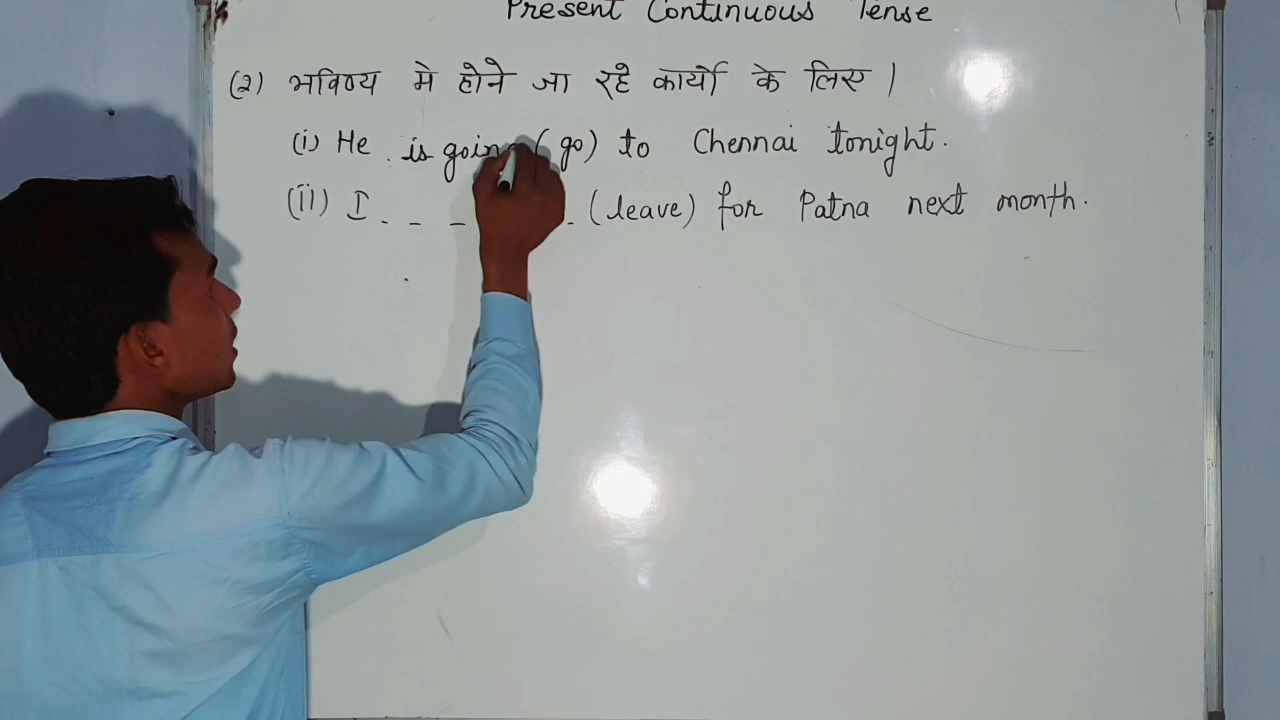 Present Continuous Tense
(2) भविष्य मे होने जा रहे कार्यो के लिए |
(i) He is going (go) to Chennai tonight.
(ii) I . _ _ . (leave) for Patna next month.